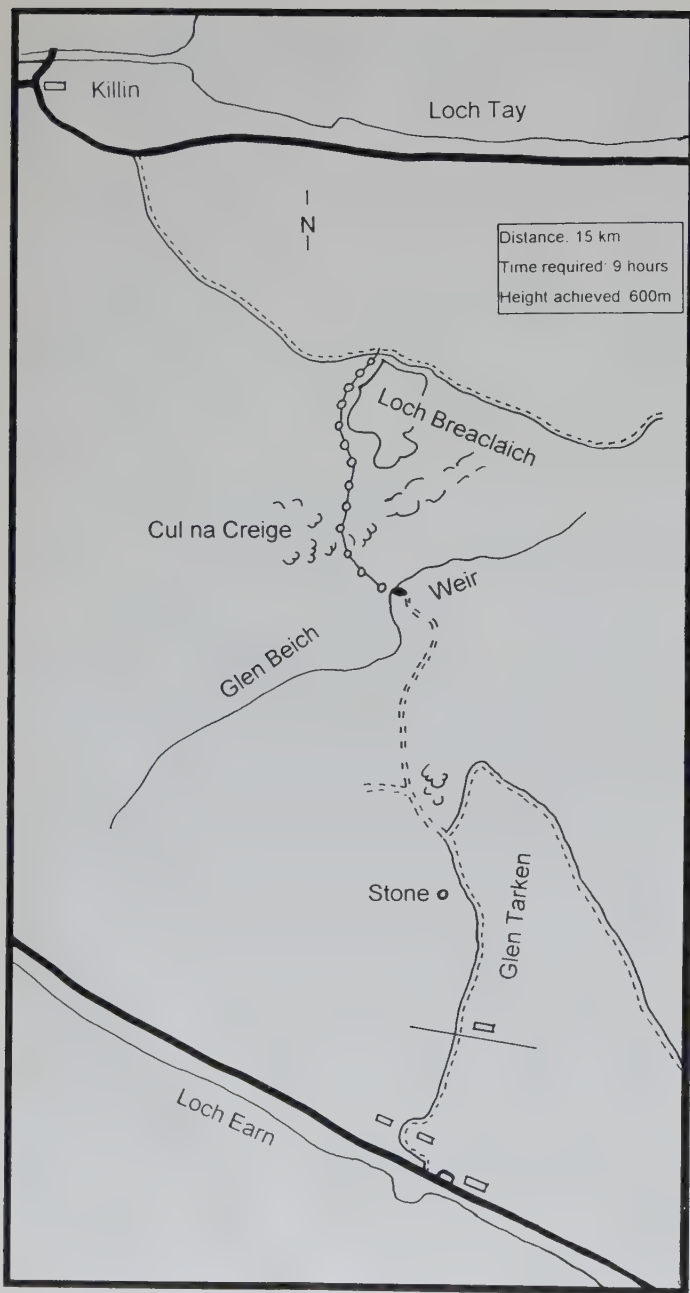 Killin
Loch Tay
N
Distance. 15 km
Time required: 9 hours
Height achieved 600m
Loch Breaclaich
Cul na Creige
Weir
Glen Beich
Stone
Glen Tarken
Loch Earn